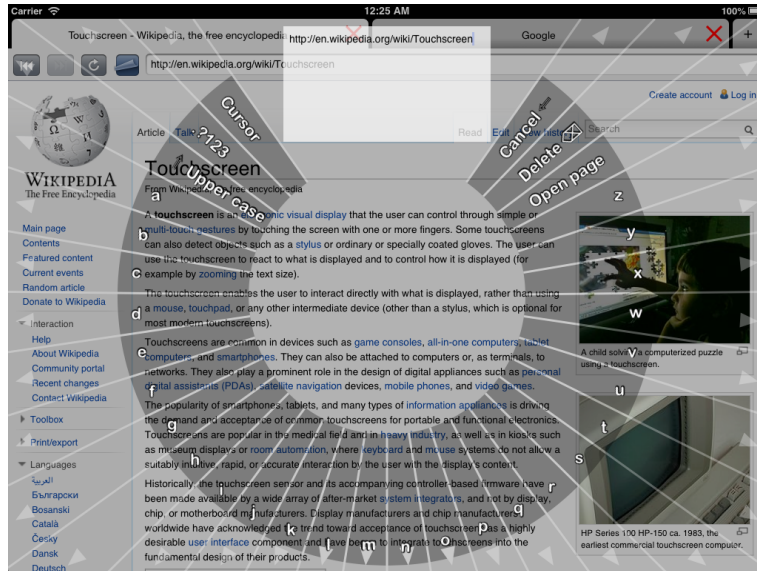 Carrier
12:25 AM
100%
Touchscreen - Wikipedia, the free encyclopedia
Google
+
http://en.wikipedia.org/wiki/Touchscreen
http://en.wikipedia.org/wiki/Touchscreen
Create account
Log in
Article
Talk
Read
Edit
View history
Search
Cursor
.?123
Upper case
Cancel
Delete
Open page
WIKIPEDIA
The Free Encyclopedia
Main page
Contents
Featured content
Current events
Random article
Donate to Wikipedia
Interaction
Help
About Wikipedia
Community portal
Recent changes
Contact Wikipedia
Toolbox
Print/export
Languages
العربية
Български
Bosanski
Català
Česky
Dansk
Deutsch
Touchscreen
From Wikipedia, the free encyclopedia
A touchscreen is an electronic visual display that the user can control through simple or
multi-touch gestures by touching the screen with one or more fingers. Some touchscreens
can also detect objects such as a stylus or ordinary or specially coated gloves. The user can
use the touchscreen to react to what is displayed and to control how it is displayed (for
example by zooming the text size).
The touchscreen enables the user to interact directly with what is displayed, rather than using
a mouse, touchpad, or any other intermediate device (other than a stylus, which is optional for
most modern touchscreens).
Touchscreens are common in devices such as game consoles, all-in-one computers, tablet
computers, and smartphones. They can also be attached to computers or, as terminals, to
networks. They also play a prominent role in the design of digital appliances such as personal
digital assistants (PDAs), satellite navigation devices, mobile phones, and video games.
The popularity of smartphones, tablets, and many types of information appliances is driving
the demand and acceptance of common touchscreens for portable and functional electronics.
Touchscreens are popular in the medical field and in heavy industry, as well as in kiosks such
as museum displays or room automation, where keyboard and mouse systems do not allow a
suitably intuitive, rapid, or accurate interaction by the user with the display's content.
Historically, the touchscreen sensor and its accompanying controller-based firmware have
been made available by a wide array of after-market system integrators, and not by display,
chip, or motherboard manufacturers. Display manufacturers and chip manufacturers
worldwide have acknowledged the trend toward acceptance of touchscreens as a highly
desirable user interface component and have begun to integrate touchscreens into the
fundamental design of their products.
A child solving a computerized puzzle
using a touchscreen.
HP Series 100 HP-150 ca. 1983, the
earliest commercial touchscreen computer.
a
b
c
d
e
f
g
h
i
j
k
l
m
n
o
p
q
r
s
t
u
v
w
x
y
z